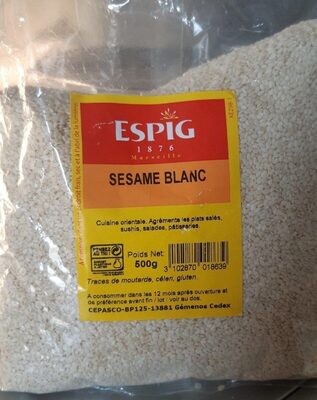 ESPIG
1876
Marseille
SESAME BLANC
Cuisine orientale. Agréments les plats salés,
sushis, salades, pâtisseries.
Poids Net:
500g
3 102870 018639
Traces de moutarde, céleri, gluten.
A consommer dans les 12 mois après ouverture et
de préférence avant fin / lot : voir au dos.
CEPASCO-BP125-13881 Gémenos Cedex